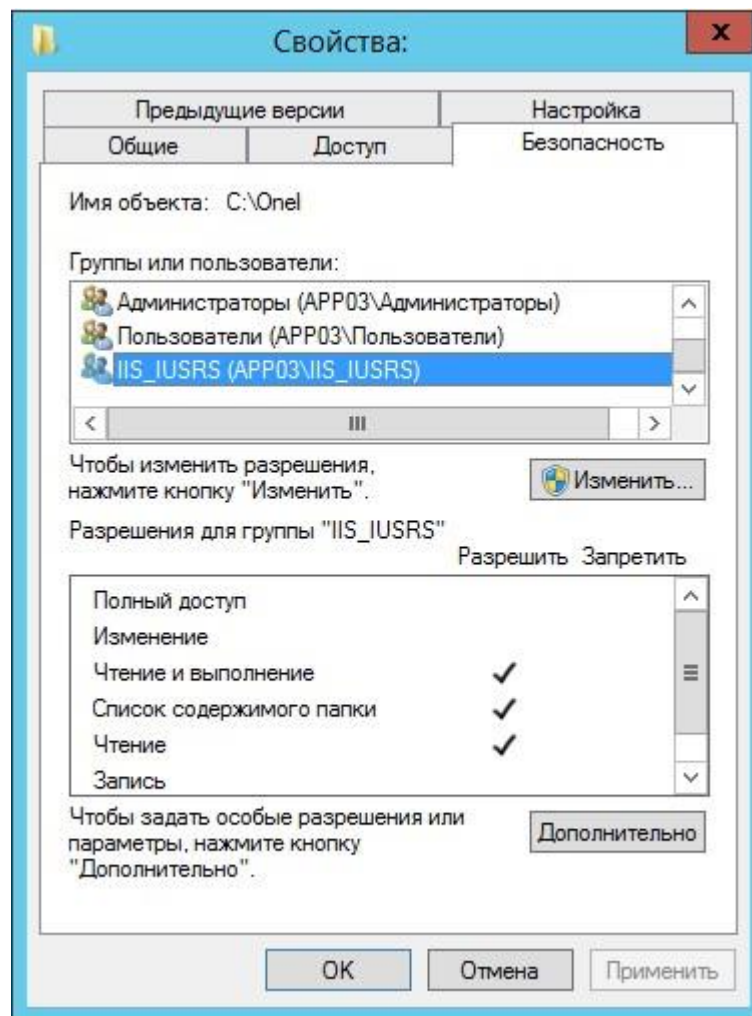 Свойства:
x
Предыдущие версии
Настройка
Общие
Доступ
Безопасность
Имя объекта: C:\Onel
Группы или пользователи:
Администраторы (APP03\Администраторы)
Пользователи (APP03\Пользователи)
IIS_IUSRS (APP03\IIS_IUSRS)
Чтобы изменить разрешения,
нажмите кнопку "Изменить".
Изменить...
Разрешения для группы "IIS_IUSRS"
Разрешить Запретить
Полный доступ
Изменение
Чтение и выполнение
Список содержимого папки
Чтение
Запись
Чтобы задать особые разрешения или
параметры, нажмите кнопку
"Дополнительно".
Дополнительно
OK
Отмена
Применить